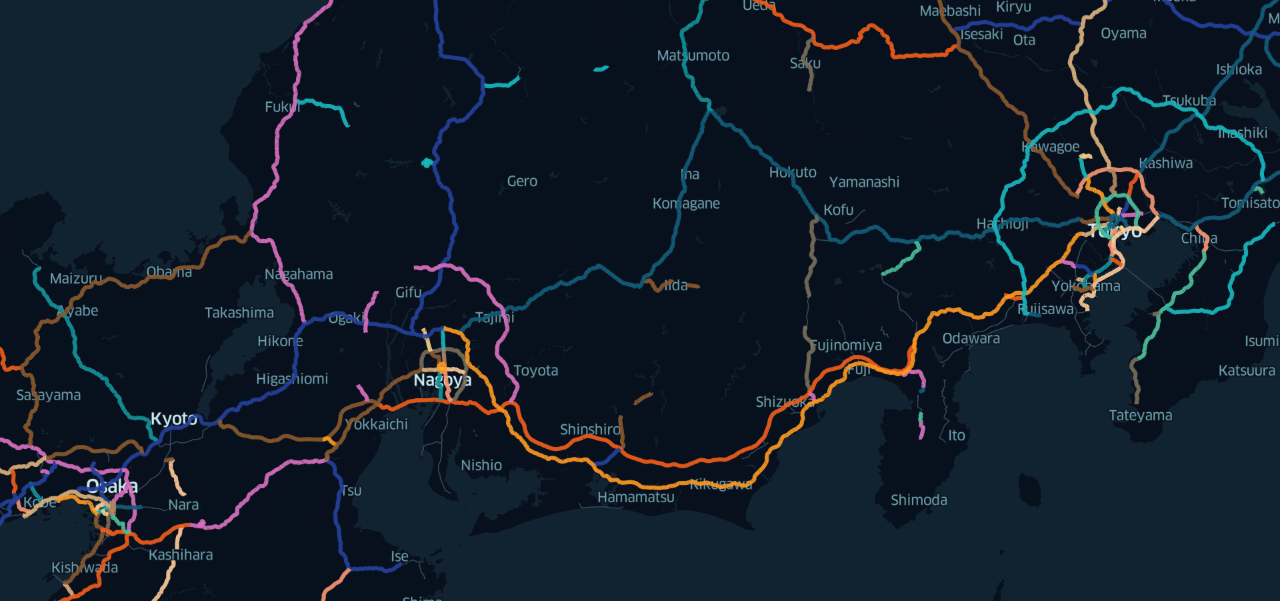 Ueda
Maebashi
Kiryu
Isesaki
Ota
Oyama
Matsumoto
Saku
Ishioka
Fukui
Tsukuba
Inashiki
Kawagoe
Kashiwa
Gero
Ina
Hokuto
Yamanashi
Komagane
Kofu
Tomisato
Hachioji
Tokyo
Chiba
Maizuru
Obama
Nagahama
Gifu
Iida
Yokohama
Ayabe
Takashima
Ogaki
Tajimi
Fujisawa
Hikone
Fujinomiya
Odawara
Isumi
Higashiomi
Nagoya
Toyota
Fuji
Katsuura
Sasayama
Shizuoka
Kyoto
Yokkaichi
Shinshiro
Tateyama
Ito
Nishio
Osaka
Tsu
Hamamatsu
Kikugawa
Kobe
Nara
Shimoda
Kashihara
Ise
Kishiwada
Shima